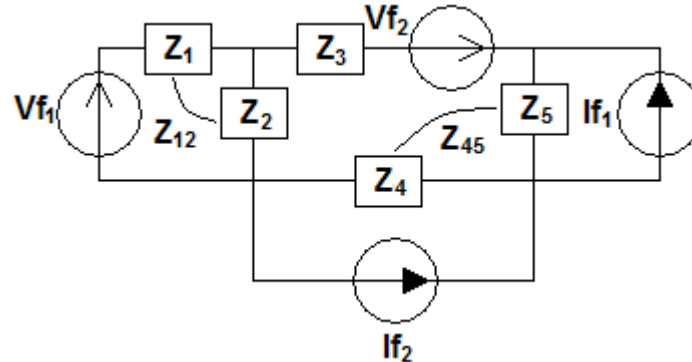 Vf₂
Z₁
Z₃
Vf₁
Z₁₂
Z₂
Z₄₅
Z₅
If₁
Z₄
If₂